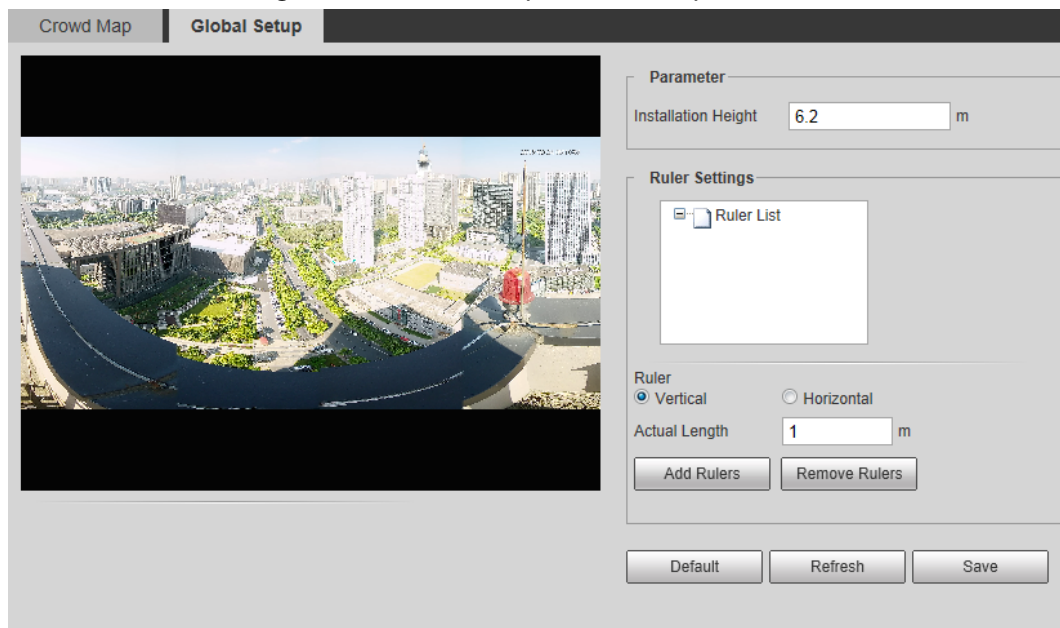 Crowd Map
Global Setup
Parameter
Installation Height 6.2 m
Ruler Settings
Ruler List
Ruler
Vertical Horizontal
Actual Length 1 m
Add Rulers Remove Rulers
Default Refresh Save